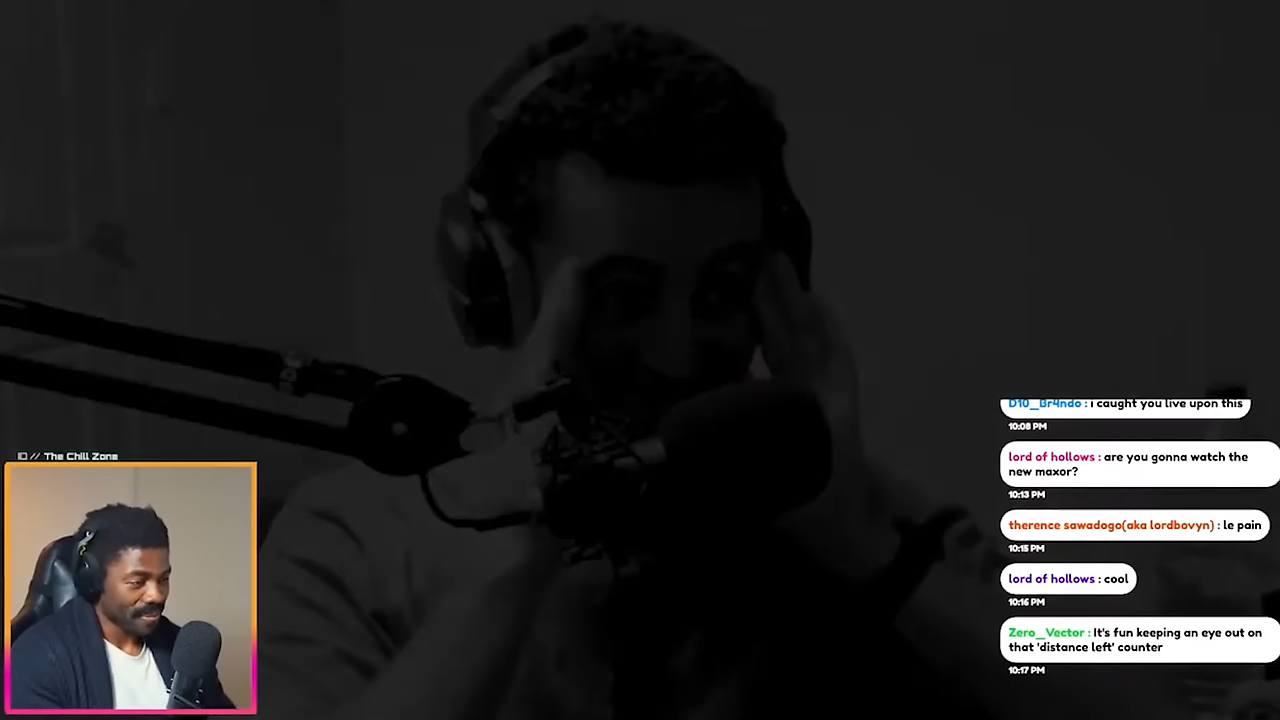 D10_Br4ndo : i caught you live upon this
10:08 PM
lord of hollows : are you gonna watch the
new maxor?
10:13 PM
therence sawadogo(aka lordbovyn) : le pain
10:15 PM
lord of hollows : cool
10:16 PM
Zero_Vector : It's fun keeping an eye out on
that 'distance left' counter
10:17 PM
// The Chill Zone